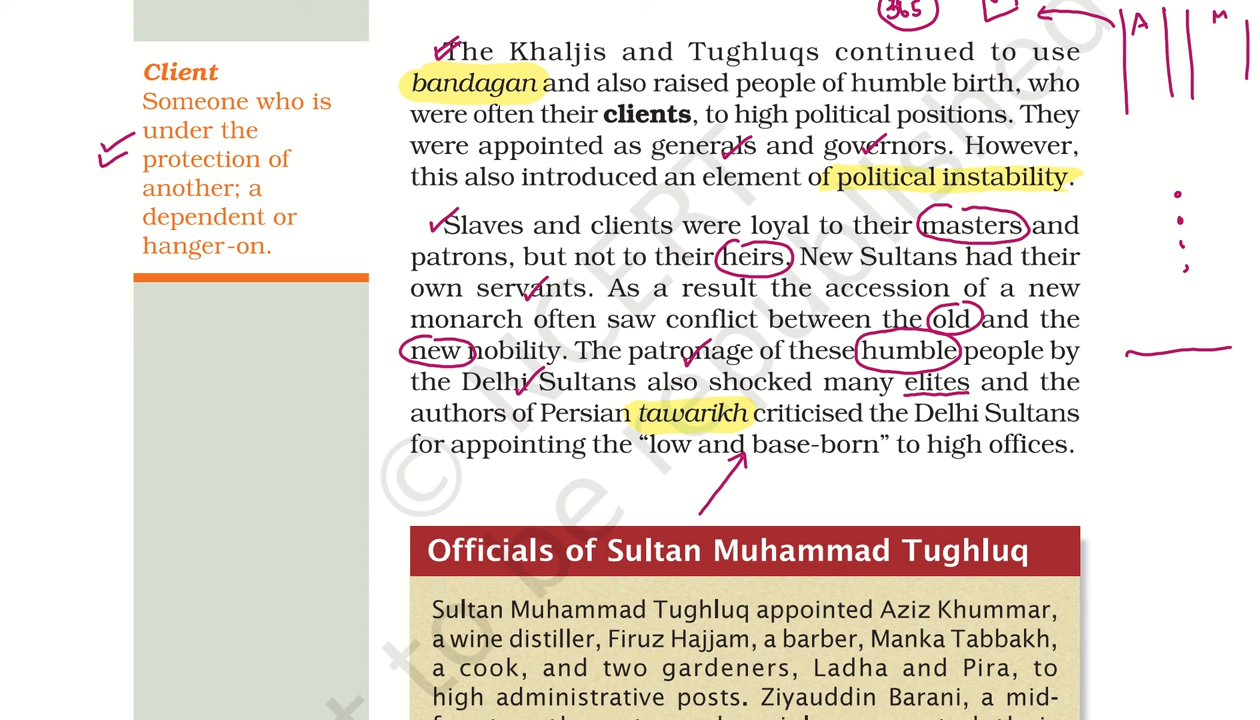 365
A M
Client
Someone who is
under the
protection of
another; a
dependent or
hanger-on.
The Khaljis and Tughluqs continued to use
bandagan and also raised people of humble birth, who
were often their clients, to high political positions. They
were appointed as generals and governors. However,
this also introduced an element of political instability.
Slaves and clients were loyal to their masters and
patrons, but not to their heirs. New Sultans had their
own servants. As a result the accession of a new
monarch often saw conflict between the old and the
new nobility. The patronage of these humble people by
the Delhi Sultans also shocked many elites and the
authors of Persian tawarikh criticised the Delhi Sultans
for appointing the “low and base-born” to high offices.
Officials of Sultan Muhammad Tughluq
Sultan Muhammad Tughluq appointed Aziz Khummar,
a wine distiller, Firuz Hajjam, a barber, Manka Tabbakh,
a cook, and two gardeners, Ladha and Pira, to
high administrative posts. Ziyauddin Barani, a mid-
© NCERT
t to be republished